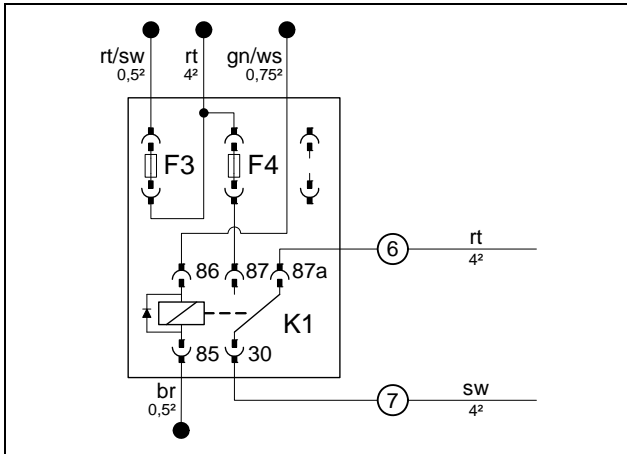 rt/sw rt gn/ws
0,5² 4² 0,75²
F3 F4
6 rt
4²
86 87 87a
K1
85 30
br
0,5²
7 sw
4²